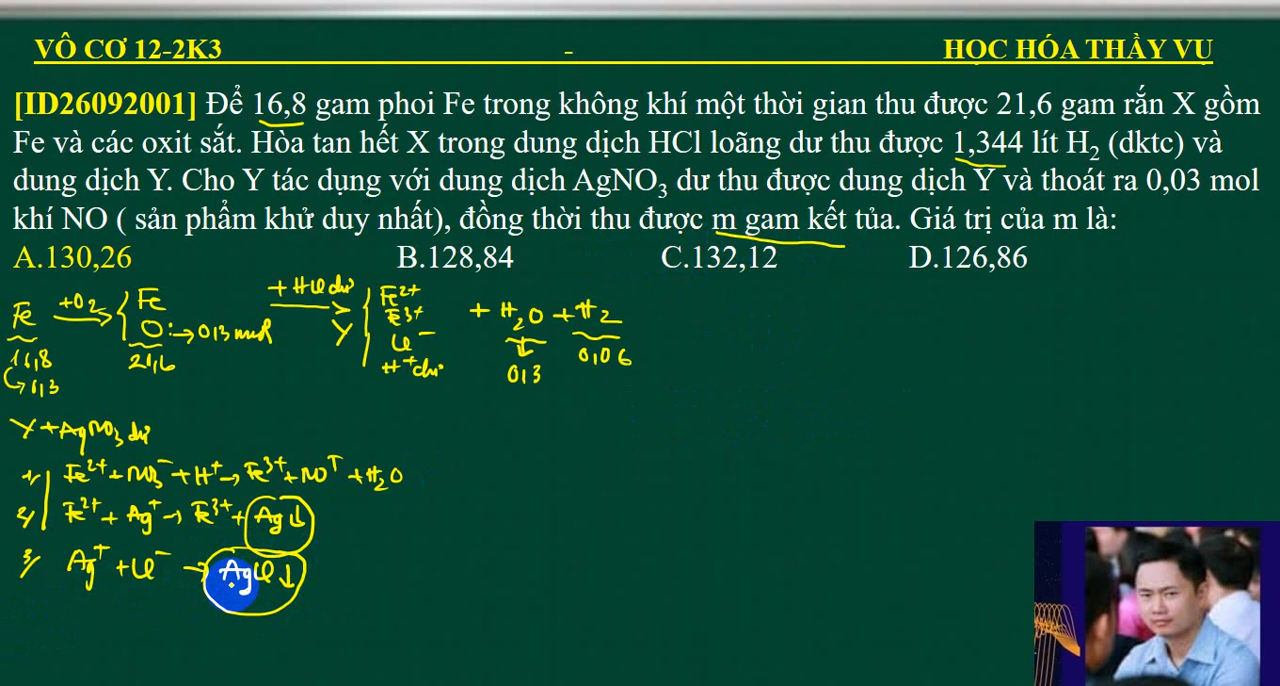 VÔ CƠ 12-2K3 - HỌC HÓA THẦY VỤ
[ID26092001] Để 16,8 gam phoi Fe trong không khí một thời gian thu được 21,6 gam rắn X gồm
Fe và các oxit sắt. Hòa tan hết X trong dung dịch HCl loãng dư thu được 1,344 lít H₂ (dktc) và
dung dịch Y. Cho Y tác dụng với dung dịch AgNO₃ dư thu được dung dịch Y và thoát ra 0,03 mol
khí NO ( sản phẩm khử duy nhất), đồng thời thu được m gam kết tủa. Giá trị của m là:
A.130,26 B.128,84 C.132,12 D.126,86
Fe +O₂ → { Fe + HCl dư → Y { Fe²⁺ + H₂O + H₂
O: → 0,3 mol Fe³⁺
16,8 21,6 Cl⁻ 0,06
0,3 H⁺ dư 0,3
Y + AgNO₃ dư
1/ Fe²⁺ + NO₃⁻ + H⁺ → Fe³⁺ + NO↑ + H₂O
2/ Fe²⁺ + Ag⁺ → Fe³⁺ + Ag↓
3/ Ag⁺ + Cl⁻ → AgCl↓